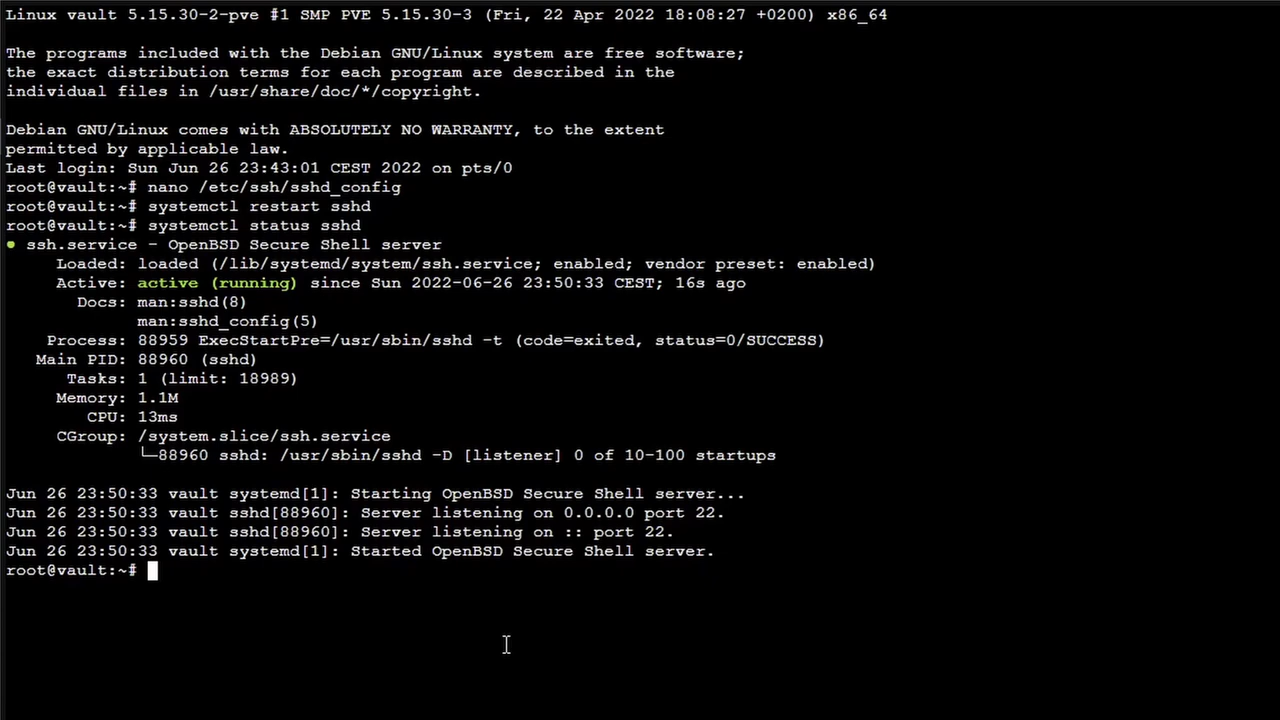 Linux vault 5.15.30-2-pve #1 SMP PVE 5.15.30-3 (Fri, 22 Apr 2022 18:08:27 +0200) x86_64
The programs included with the Debian GNU/Linux system are free software;
the exact distribution terms for each program are described in the
individual files in /usr/share/doc/*/copyright.
Debian GNU/Linux comes with ABSOLUTELY NO WARRANTY, to the extent
permitted by applicable law.
Last login: Sun Jun 26 23:43:01 CEST 2022 on pts/0
root@vault:~# nano /etc/ssh/sshd_config
root@vault:~# systemctl restart sshd
root@vault:~# systemctl status sshd
● ssh.service - OpenBSD Secure Shell server
Loaded: loaded (/lib/systemd/system/ssh.service; enabled; vendor preset: enabled)
Active: active (running) since Sun 2022-06-26 23:50:33 CEST; 16s ago
Docs: man:sshd(8)
man:sshd_config(5)
Process: 88959 ExecStartPre=/usr/sbin/sshd -t (code=exited, status=0/SUCCESS)
Main PID: 88960 (sshd)
Tasks: 1 (limit: 18989)
Memory: 1.1M
CPU: 13ms
CGroup: /system.slice/ssh.service
└─88960 sshd: /usr/sbin/sshd -D [listener] 0 of 10-100 startups
Jun 26 23:50:33 vault systemd[1]: Starting OpenBSD Secure Shell server...
Jun 26 23:50:33 vault sshd[88960]: Server listening on 0.0.0.0 port 22.
Jun 26 23:50:33 vault sshd[88960]: Server listening on :: port 22.
Jun 26 23:50:33 vault systemd[1]: Started OpenBSD Secure Shell server.
root@vault:~#